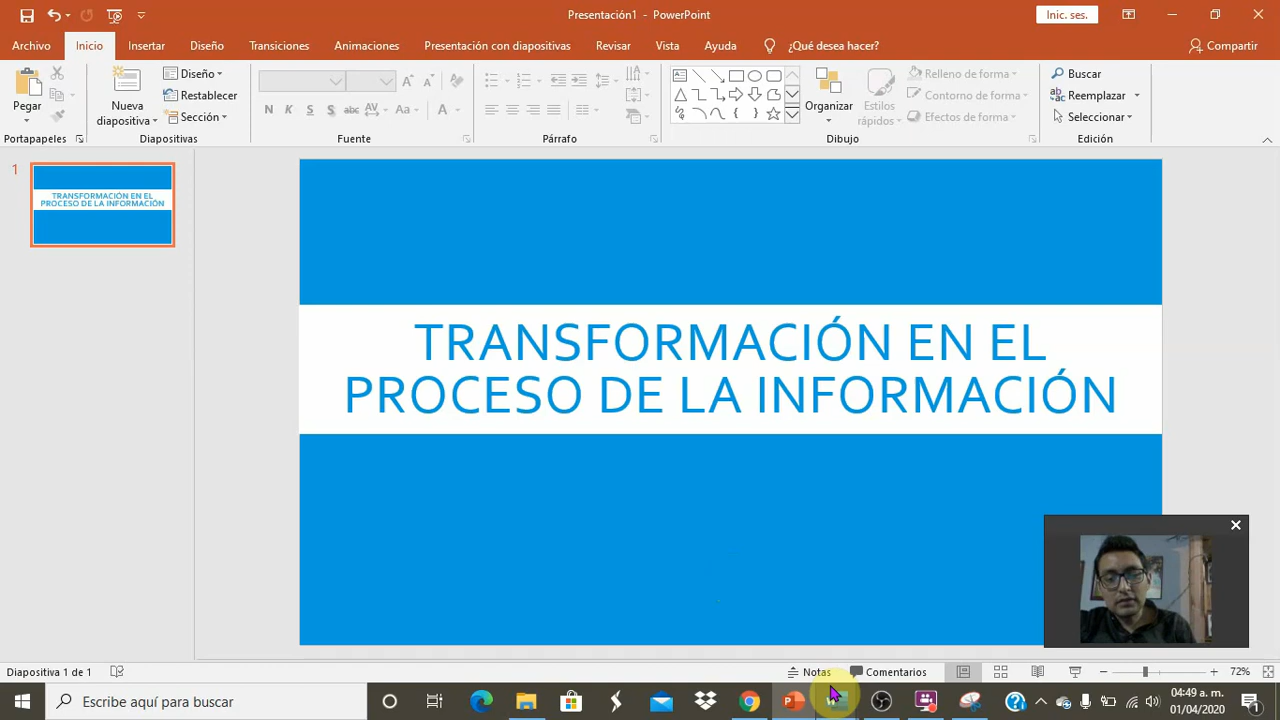 Presentación1 - PowerPoint
Inic. ses.
Archivo Inicio Insertar Diseño Transiciones Animaciones Presentación con diapositivas Revisar Vista Ayuda ¿Qué desea hacer? Compartir
Pegar
Portapapeles
Nueva diapositiva
Diseño
Restablecer
Sección
Diapositivas
N K S S abc AV Aa A
Fuente
Párrafo
Organizar
Estilos rápidos
Relleno de forma
Contorno de forma
Efectos de forma
Dibujo
Buscar
Reemplazar
Seleccionar
Edición
1
TRANSFORMACIÓN EN EL
PROCESO DE LA INFORMACIÓN
TRANSFORMACIÓN EN EL
PROCESO DE LA INFORMACIÓN
Diapositiva 1 de 1
Notas
Comentarios
72%
Escribe aquí para buscar
04:49 a. m.
01/04/2020